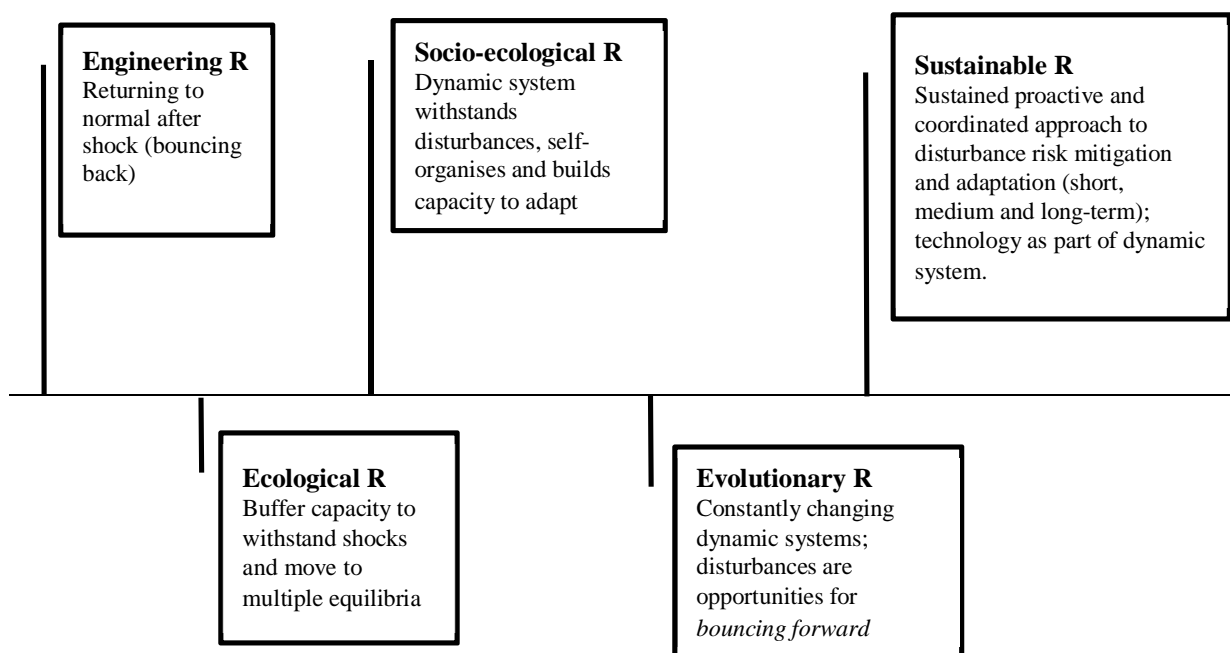 Engineering R
Returning to
normal after
shock (bouncing
back)
Socio-ecological R
Dynamic system
withstands
disturbances, self-
organises and builds
capacity to adapt
Sustainable R
Sustained proactive and
coordinated approach to
disturbance risk mitigation
and adaptation (short,
medium and long-term);
technology as part of dynamic
system.
Ecological R
Buffer capacity to
withstand shocks
and move to
multiple equilibria
Evolutionary R
Constantly changing
dynamic systems;
disturbances are
opportunities for
bouncing forward